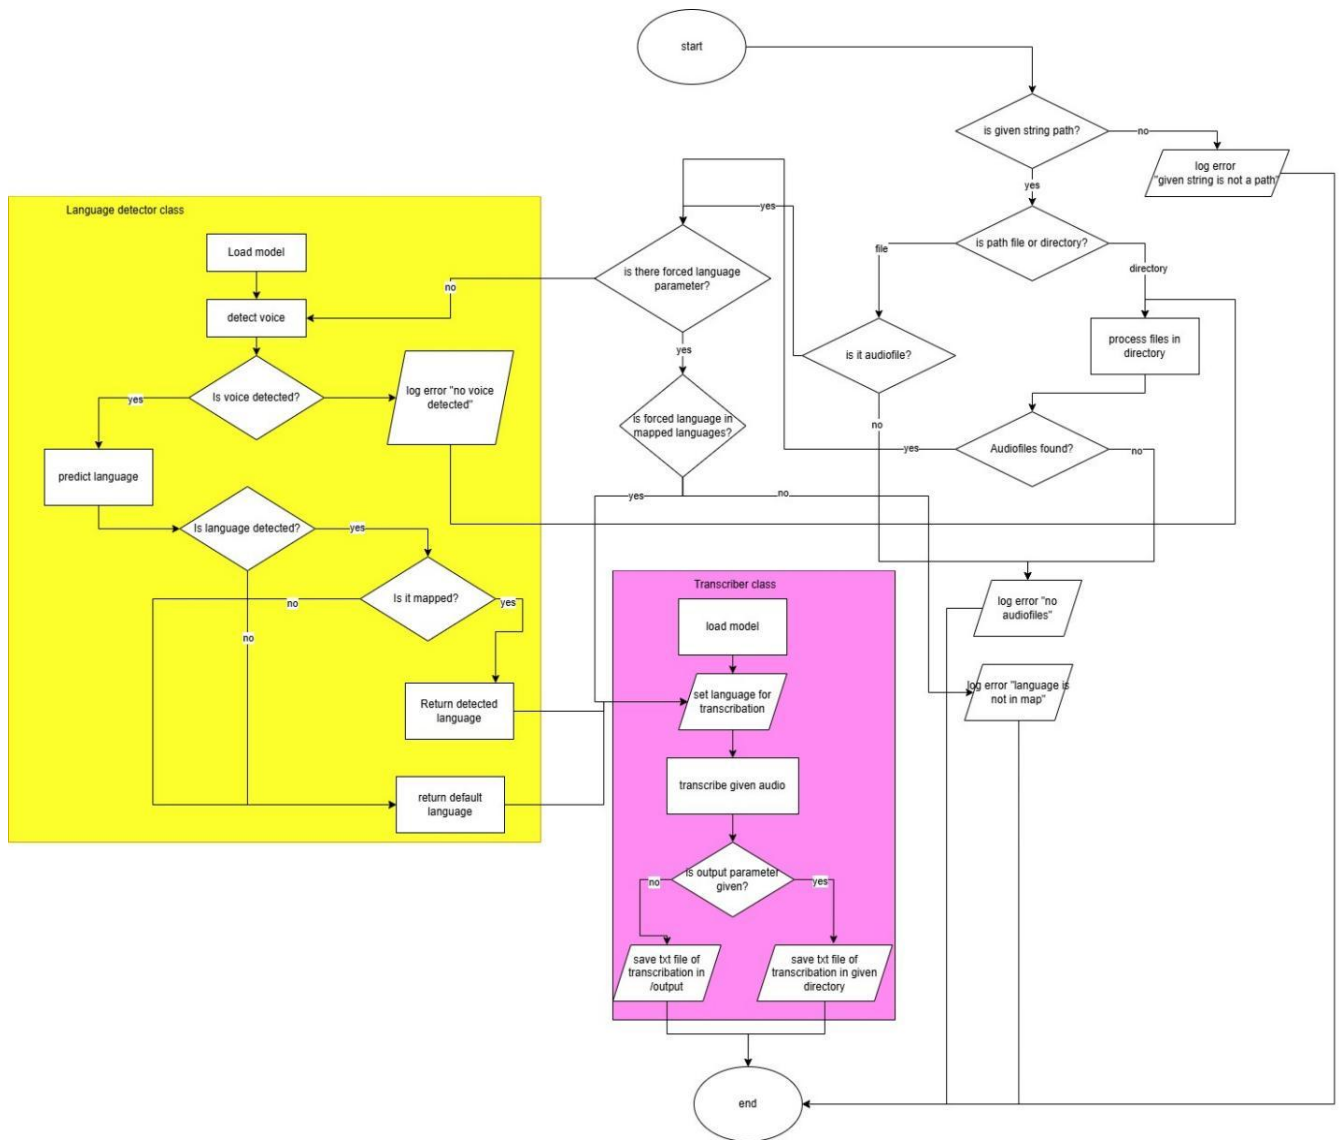 start
is given string path?
no
log error
"given string is not a path"
yes
is path file or directory?
file
directory
process files in
directory
is it audiofile?
yes
no
Audiofiles found?
yes
no
log error "no
audiofiles"
is there forced language
parameter?
no
yes
is forced language in
mapped languages?
yes
no
log error "language is
not in map"
Language detector class
Load model
detect voice
Is voice detected?
log error "no voice
detected"
yes
predict language
Is language detected?
yes
no
Is it mapped?
no
yes
Return detected
language
return default
language
Transcriber class
load model
set language for
transcribation
transcribe given audio
is output parameter
given?
no
yes
save txt file of
transcribation in
/output
save txt file of
transcribation in given
directory
end